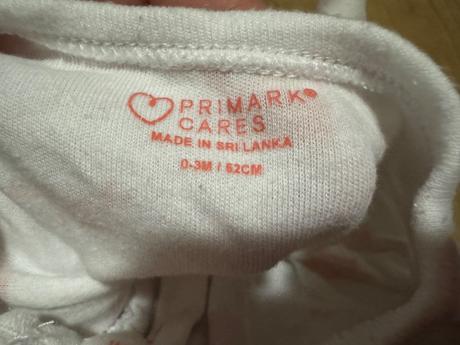 PRIMARK
CARES
MADE IN SRI LANKA
0-3M / 62CM